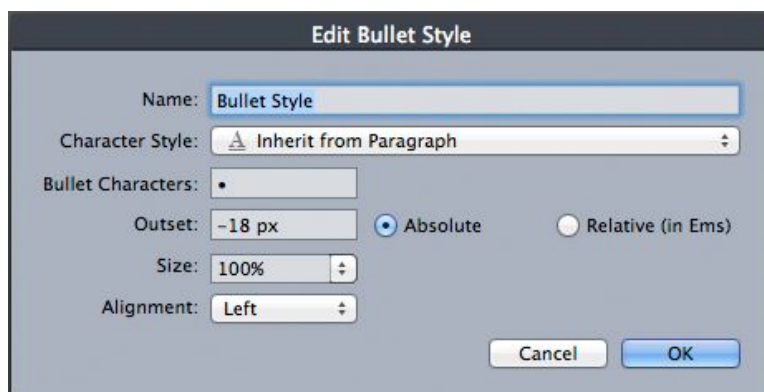 Edit Bullet Style
Name: Bullet Style
Character Style: A Inherit from Paragraph
Bullet Characters: •
Outset: -18 px Absolute Relative (in Ems)
Size: 100%
Alignment: Left
Cancel OK